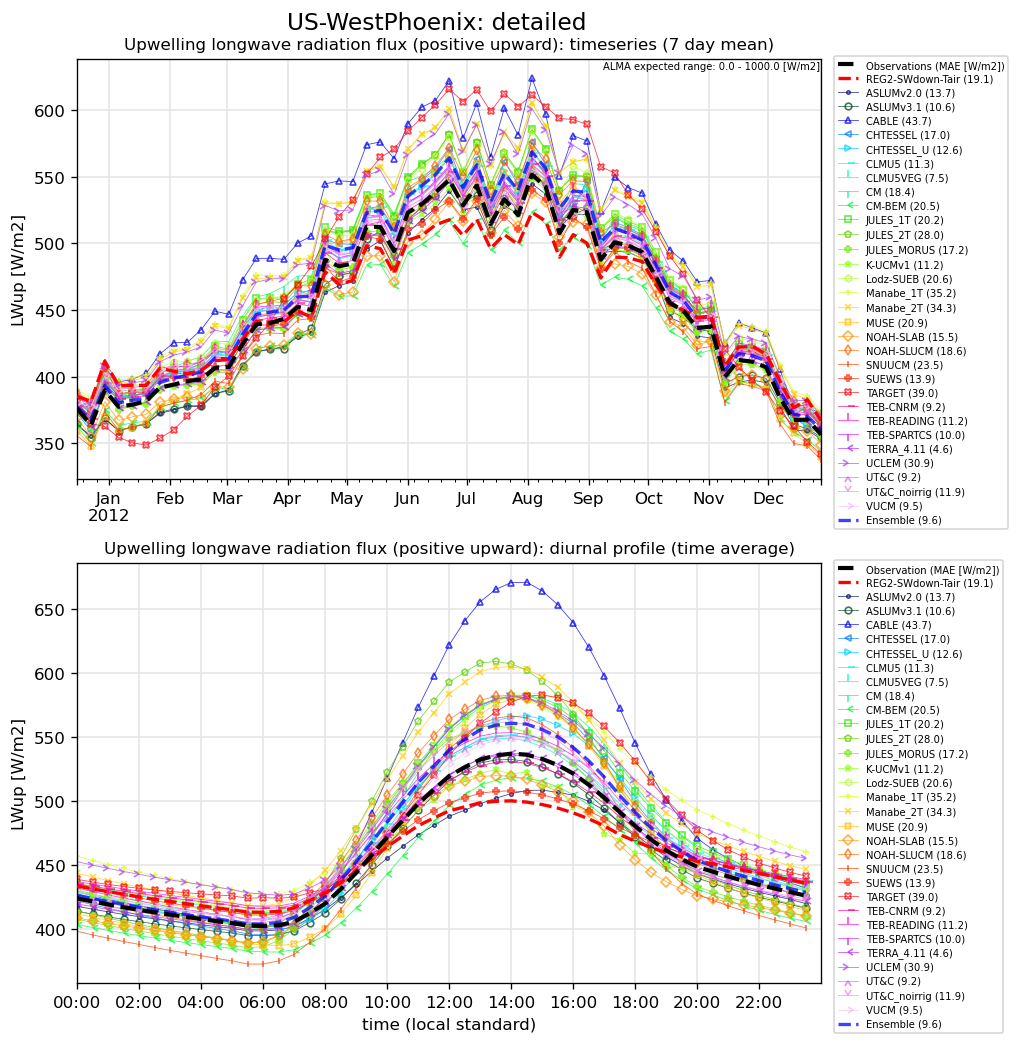 US-WestPhoenix: detailed
Upwelling longwave radiation flux (positive upward): timeseries (7 day mean)
ALMA expected range: 0.0 - 1000.0 [W/m2]
LWup [W/m2]
600
550
500
450
400
350
Jan
2012
Feb
Mar
Apr
May
Jun
Jul
Aug
Sep
Oct
Nov
Dec
Observations (MAE [W/m2])
REG2-SWdown-Tair (19.1)
ASLUMv2.0 (13.7)
ASLUMv3.1 (10.6)
CABLE (43.7)
CHTESSEL (17.0)
CHTESSEL_U (12.6)
CLMU5 (11.3)
CLMU5VEG (7.5)
CM (18.4)
CM-BEM (20.5)
JULES_1T (20.2)
JULES_2T (28.0)
JULES_MORUS (17.2)
K-UCMv1 (11.2)
Lodz-SUEB (20.6)
Manabe_1T (35.2)
Manabe_2T (34.3)
MUSE (20.9)
NOAH-SLAB (15.5)
NOAH-SLUCM (18.6)
SNUUCM (23.5)
SUEWS (13.9)
TARGET (39.0)
TEB-CNRM (9.2)
TEB-READING (11.2)
TEB-SPARTCS (10.0)
TERRA_4.11 (4.6)
UCLEM (30.9)
UT&C (9.2)
UT&C_noirrig (11.9)
VUCM (9.5)
Ensemble (9.6)
Upwelling longwave radiation flux (positive upward): diurnal profile (time average)
LWup [W/m2]
650
600
550
500
450
400
00:00
02:00
04:00
06:00
08:00
10:00
12:00
14:00
16:00
18:00
20:00
22:00
time (local standard)
Observation (MAE [W/m2])
REG2-SWdown-Tair (19.1)
ASLUMv2.0 (13.7)
ASLUMv3.1 (10.6)
CABLE (43.7)
CHTESSEL (17.0)
CHTESSEL_U (12.6)
CLMU5 (11.3)
CLMU5VEG (7.5)
CM (18.4)
CM-BEM (20.5)
JULES_1T (20.2)
JULES_2T (28.0)
JULES_MORUS (17.2)
K-UCMv1 (11.2)
Lodz-SUEB (20.6)
Manabe_1T (35.2)
Manabe_2T (34.3)
MUSE (20.9)
NOAH-SLAB (15.5)
NOAH-SLUCM (18.6)
SNUUCM (23.5)
SUEWS (13.9)
TARGET (39.0)
TEB-CNRM (9.2)
TEB-READING (11.2)
TEB-SPARTCS (10.0)
TERRA_4.11 (4.6)
UCLEM (30.9)
UT&C (9.2)
UT&C_noirrig (11.9)
VUCM (9.5)
Ensemble (9.6)